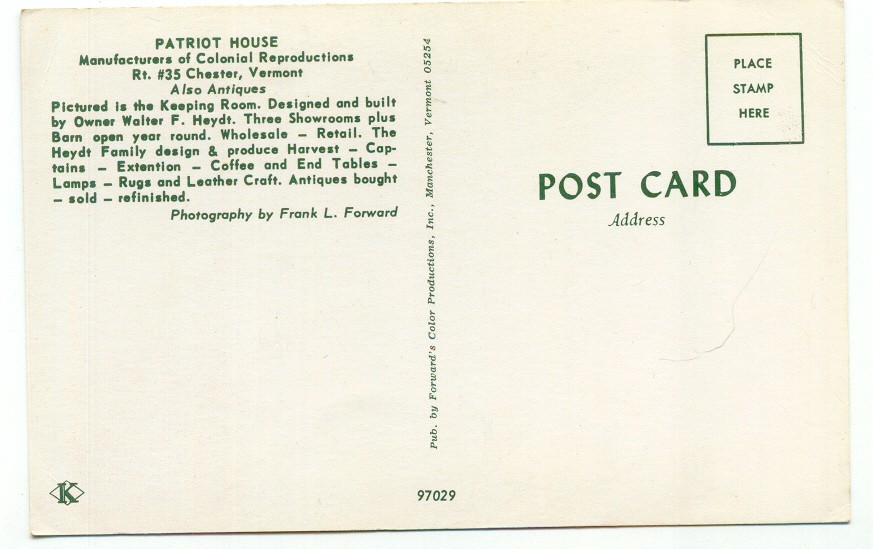 PATRIOT HOUSE
Manufacturers of Colonial Reproductions
Rt. #35 Chester, Vermont
Also Antiques
Pictured is the Keeping Room. Designed and built
by Owner Walter F. Heydt. Three Showrooms plus
Barn open year round. Wholesale – Retail. The
Heydt Family design & produce Harvest – Cap-
tains – Extention – Coffee and End Tables –
Lamps – Rugs and Leather Craft. Antiques bought
– sold – refinished.
Photography by Frank L. Forward
Pub. by Forward's Color Productions, Inc., Manchester, Vermont 05254
PLACE
STAMP
HERE
POST CARD
Address
K
97029